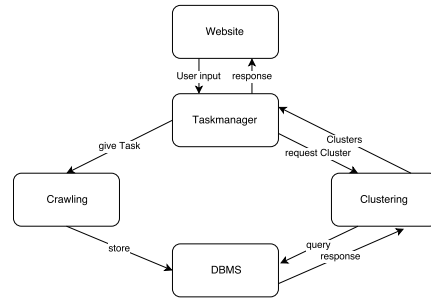 Website
User input
response
Taskmanager
give Task
Clusters
request Cluster
Crawling
Clustering
store
query
response
DBMS